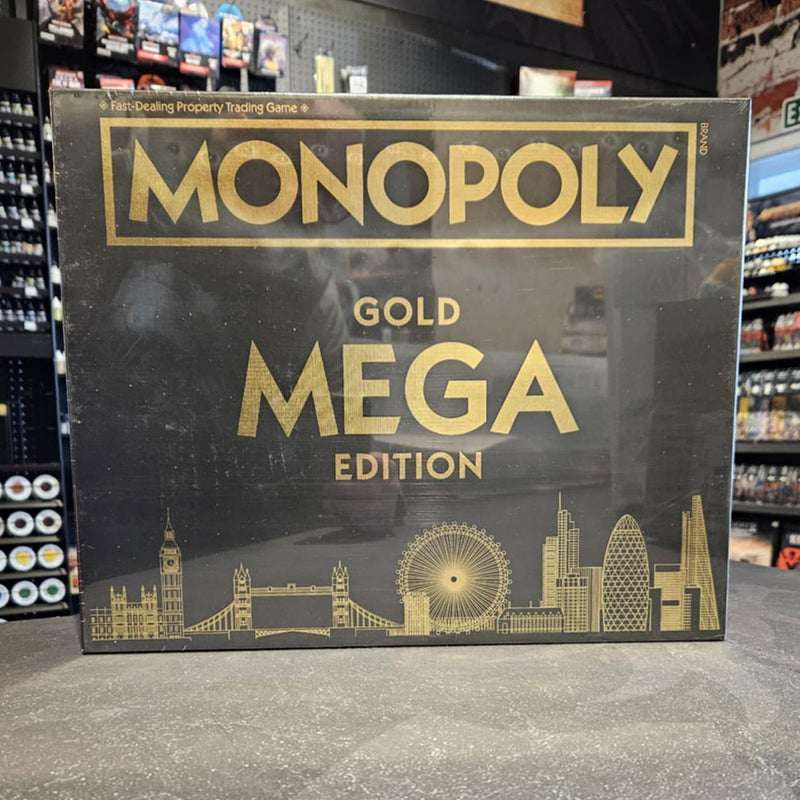 Fast-Dealing Property Trading Game
MONOPOLY
BRAND
GOLD
MEGA
EDITION